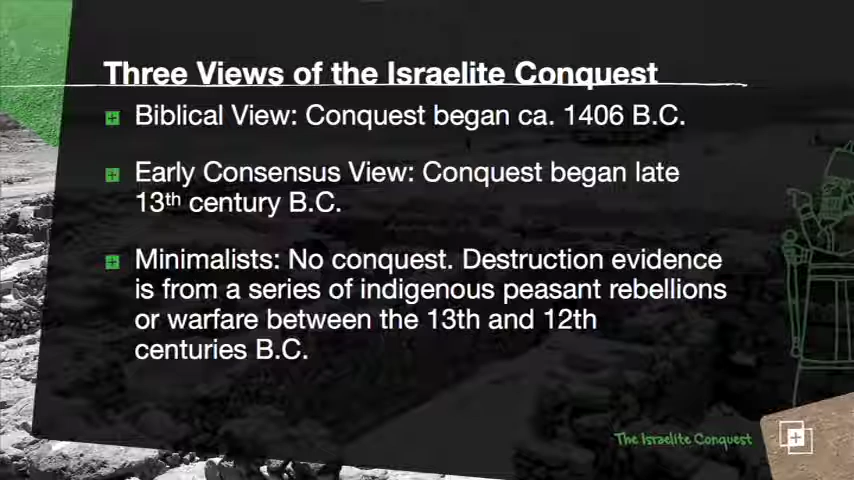 Three Views of the Israelite Conquest
Biblical View: Conquest began ca. 1406 B.C.
Early Consensus View: Conquest began late
13th century B.C.
Minimalists: No conquest. Destruction evidence
is from a series of indigenous peasant rebellions
or warfare between the 13th and 12th
centuries B.C.
The Israelite Conquest